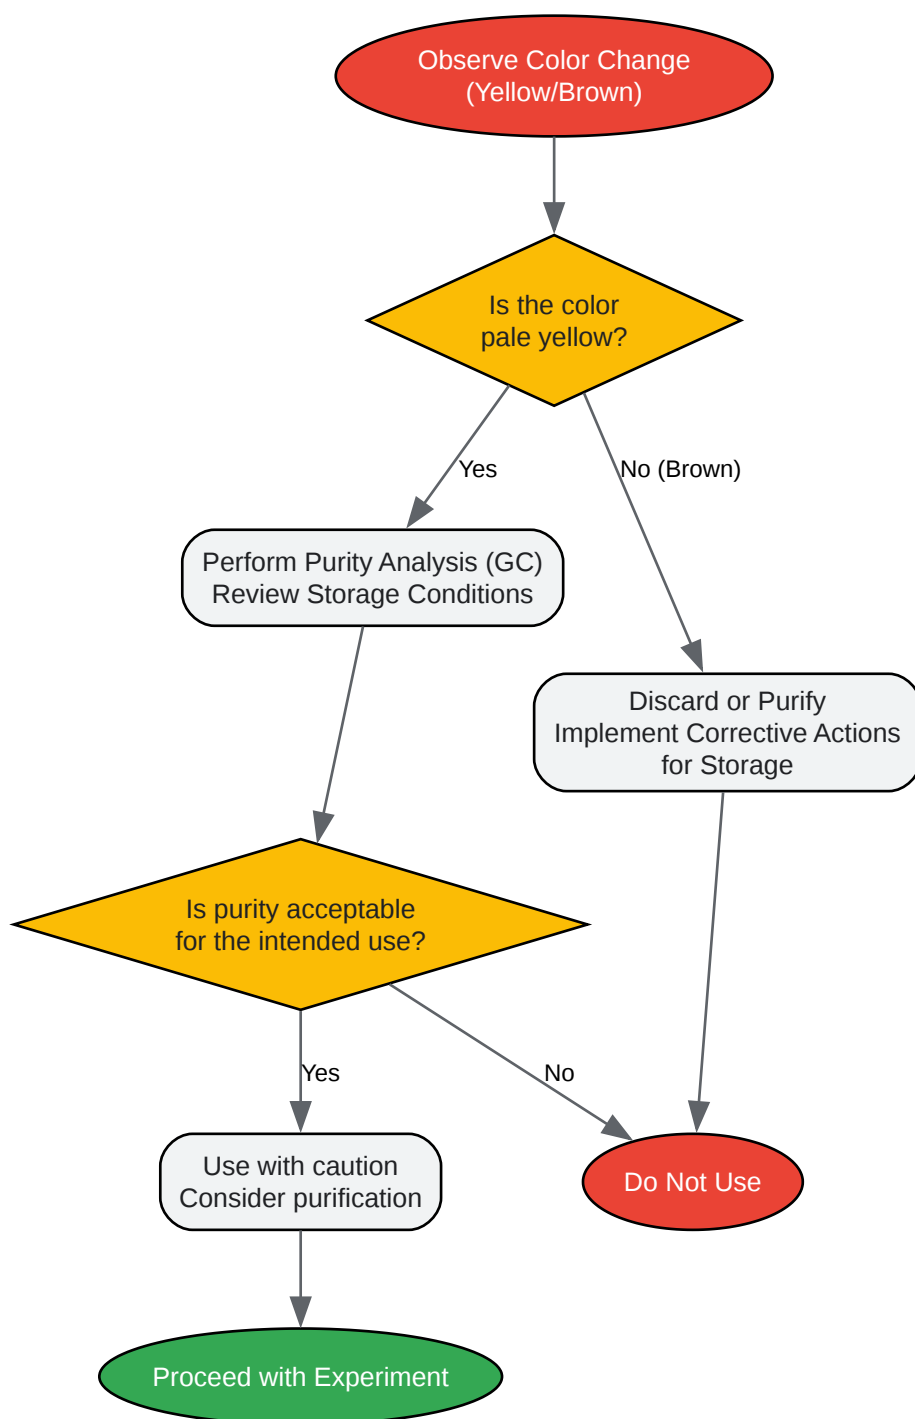 Observe Color Change
(Yellow/Brown)
Is the color
pale yellow?
Yes
No (Brown)
Perform Purity Analysis (GC)
Review Storage Conditions
Discard or Purify
Implement Corrective Actions
for Storage
Is purity acceptable
for the intended use?
Yes
No
Use with caution
Consider purification
Do Not Use
Proceed with Experiment